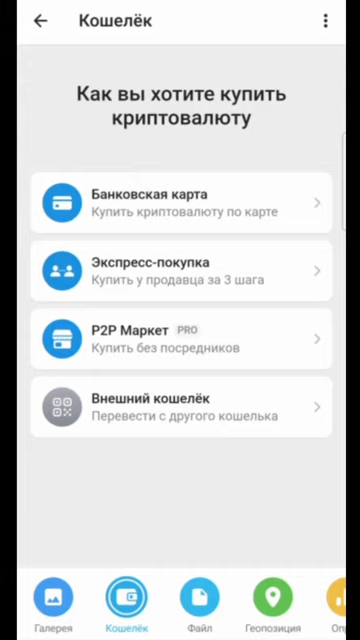 Кошелёк
Как вы хотите купить
криптовалюту
Банковская карта
Купить криптовалюту по карте
Экспресс-покупка
Купить у продавца за 3 шага
P2P Маркет PRO
Купить без посредников
Внешний кошелёк
Перевести с другого кошелька
Галерея Кошелёк Файл Геопозиция Оп